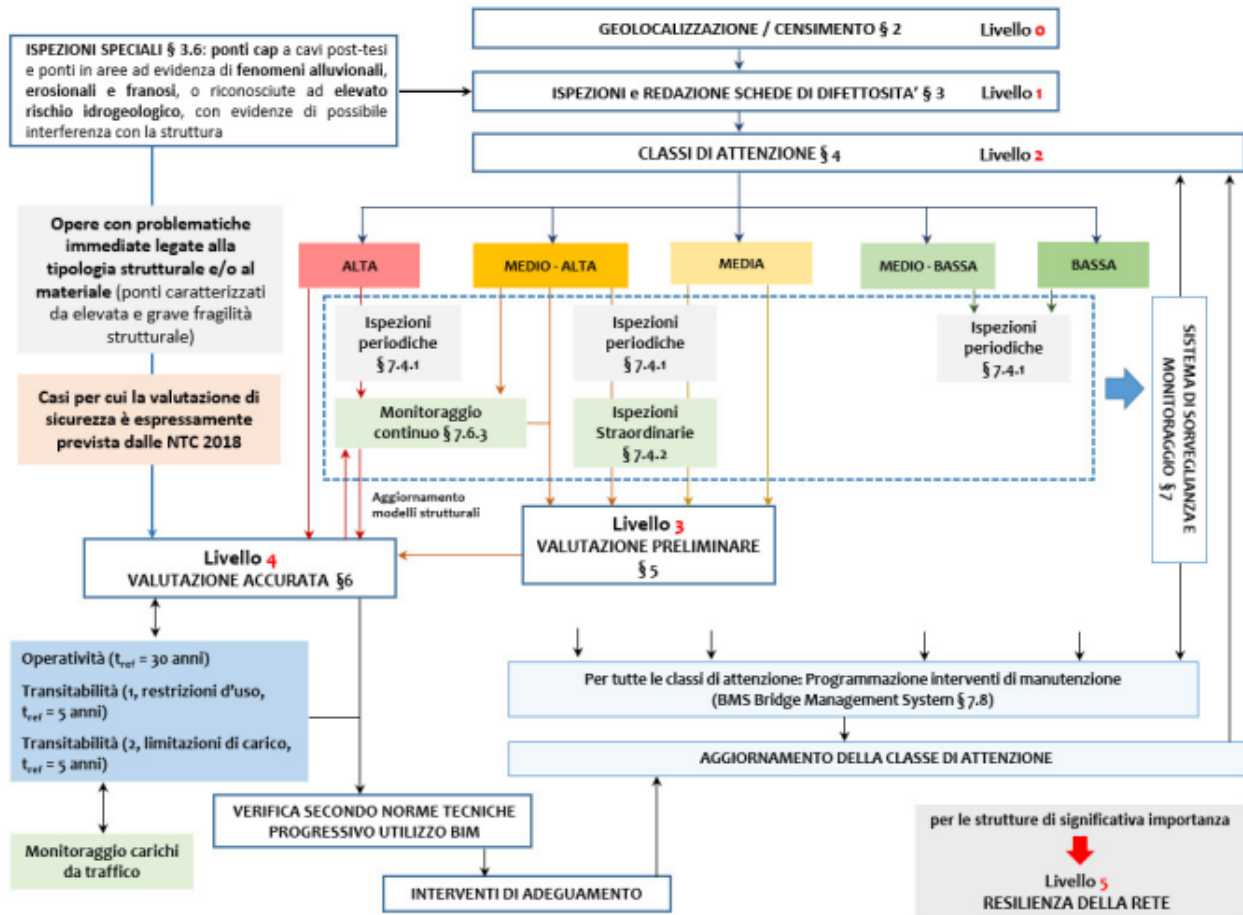 GEOLOCALIZZAZIONE / CENSIMENTO § 2 Livello 0
ISPEZIONI SPECIALI § 3.6: ponti cap a cavi post-tesi
e ponti in aree ad evidenza di fenomeni alluvionali,
erosionali e franosi, o riconosciute ad elevato
rischio idrogeologico, con evidenze di possibile
interferenza con la struttura
ISPEZIONI e REDAZIONE SCHEDE DI DIFETTOSITA' § 3 Livello 1
CLASSI DI ATTENZIONE § 4 Livello 2
Opere con problematiche
immediate legate alla
tipologia strutturale e/o al
materiale (ponti caratterizzati
da elevata e grave fragilità
strutturale)
Casi per cui la valutazione di
sicurezza è espressamente
prevista dalle NTC 2018
ALTA
MEDIO - ALTA
MEDIA
MEDIO - BASSA
BASSA
Ispezioni
periodiche
§ 7.4.1
Ispezioni
periodiche
§ 7.4.1
Ispezioni
periodiche
§ 7.4.1
Monitoraggio
continuo § 7.6.3
Ispezioni
Straordinarie
§ 7.4.2
SISTEMA DI SORVEGLIANZA E
MONITORAGGIO § 7
Aggiornamento
modelli strutturali
Livello 3
VALUTAZIONE PRELIMINARE
§ 5
Livello 4
VALUTAZIONE ACCURATA §6
Operatività (tref = 30 anni)
Transitabilità (1, restrizioni d'uso,
tref = 5 anni)
Transitabilità (2, limitazioni di carico,
tref = 5 anni)
Per tutte le classi di attenzione: Programmazione interventi di manutenzione
(BMS Bridge Management System § 7.8)
AGGIORNAMENTO DELLA CLASSE DI ATTENZIONE
VERIFICA SECONDO NORME TECNICHE
PROGRESSIVO UTILIZZO BIM
Monitoraggio carichi
da traffico
INTERVENTI DI ADEGUAMENTO
per le strutture di significativa importanza
Livello 5
RESILIENZA DELLA RETE